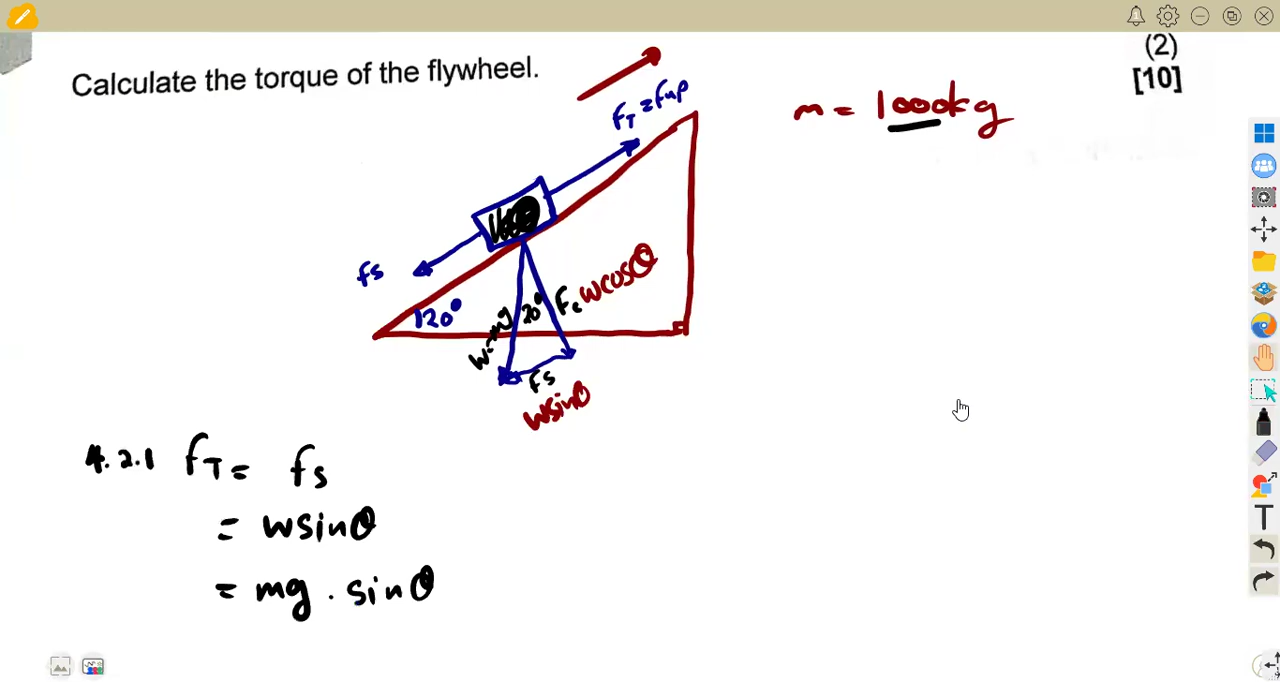 (2)
[10]
Calculate the torque of the flywheel.
m = 1000kg
FT = Fup
fs
120°
20°
Fc wcosθ
W=mg
Fs
wsinθ
4.2.1 fT = fs
= wsinθ
= mg . sinθ
T